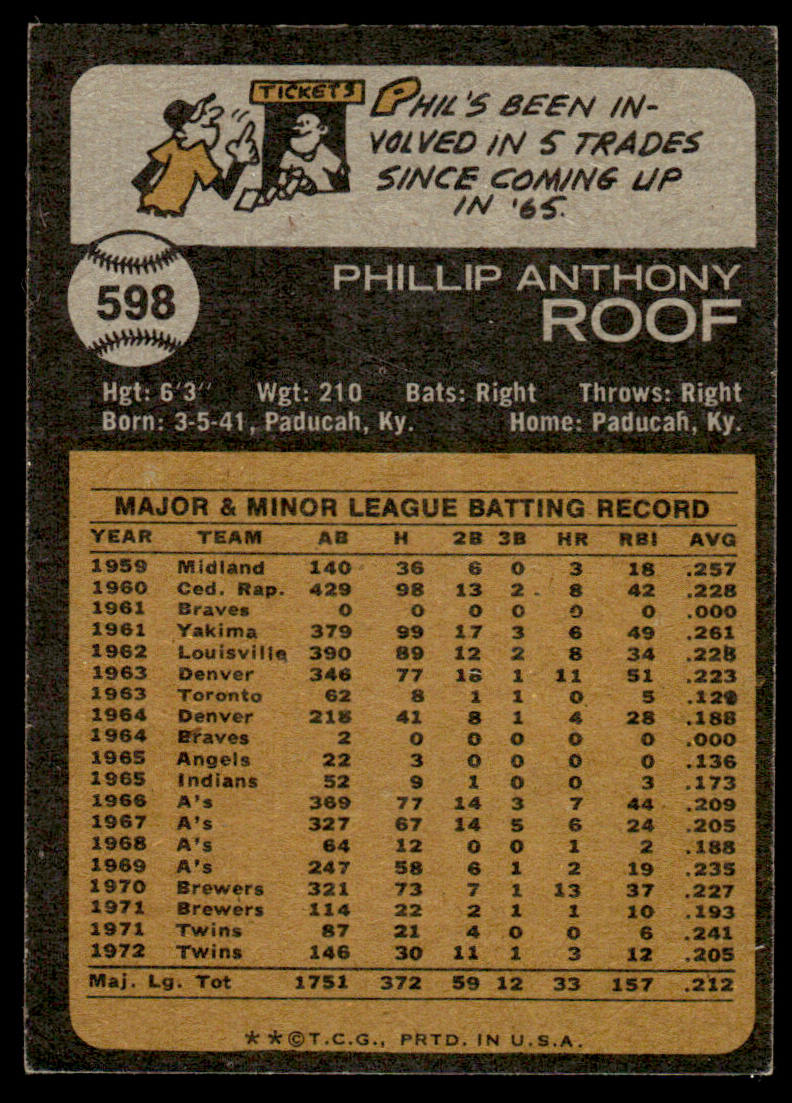 TICKETS
PHIL'S BEEN IN-
VOLVED IN 5 TRADES
SINCE COMING UP
IN '65.
598
PHILLIP ANTHONY
ROOF
Hgt: 6'3" Wgt: 210 Bats: Right Throws: Right
Born: 3-5-41, Paducah, Ky. Home: Paducah, Ky.
MAJOR & MINOR LEAGUE BATTING RECORD
YEAR TEAM AB H 2B 3B HR RBI AVG
1959 Midland 140 36 6 0 3 18 .257
1960 Ced. Rap. 429 98 13 2 8 42 .228
1961 Braves 0 0 0 0 0 0 .000
1961 Yakima 379 99 17 3 6 49 .261
1962 Louisville 390 89 12 2 8 34 .228
1963 Denver 346 77 18 1 11 51 .223
1963 Toronto 62 8 1 1 0 5 .129
1964 Denver 218 41 8 1 4 28 .188
1964 Braves 2 0 0 0 0 0 .000
1965 Angels 22 3 0 0 0 0 .136
1965 Indians 52 9 1 0 0 3 .173
1966 A's 369 77 14 3 7 44 .209
1967 A's 327 67 14 5 6 24 .205
1968 A's 64 12 0 0 1 2 .188
1969 A's 247 58 6 1 2 19 .235
1970 Brewers 321 73 7 1 13 37 .227
1971 Brewers 114 22 2 1 1 10 .193
1971 Twins 87 21 4 0 0 6 .241
1972 Twins 146 30 11 1 3 12 .205
Maj. Lg. Tot 1751 372 59 12 33 157 .212
**©T.C.G., PRTD. IN U.S.A.